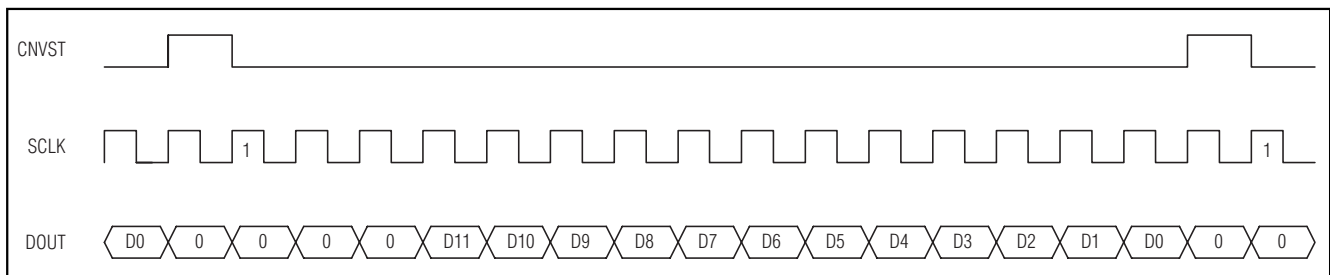 CNVST
SCLK 1 1
DOUT D0 0 0 0 0 D11 D10 D9 D8 D7 D6 D5 D4 D3 D2 D1 D0 0 0